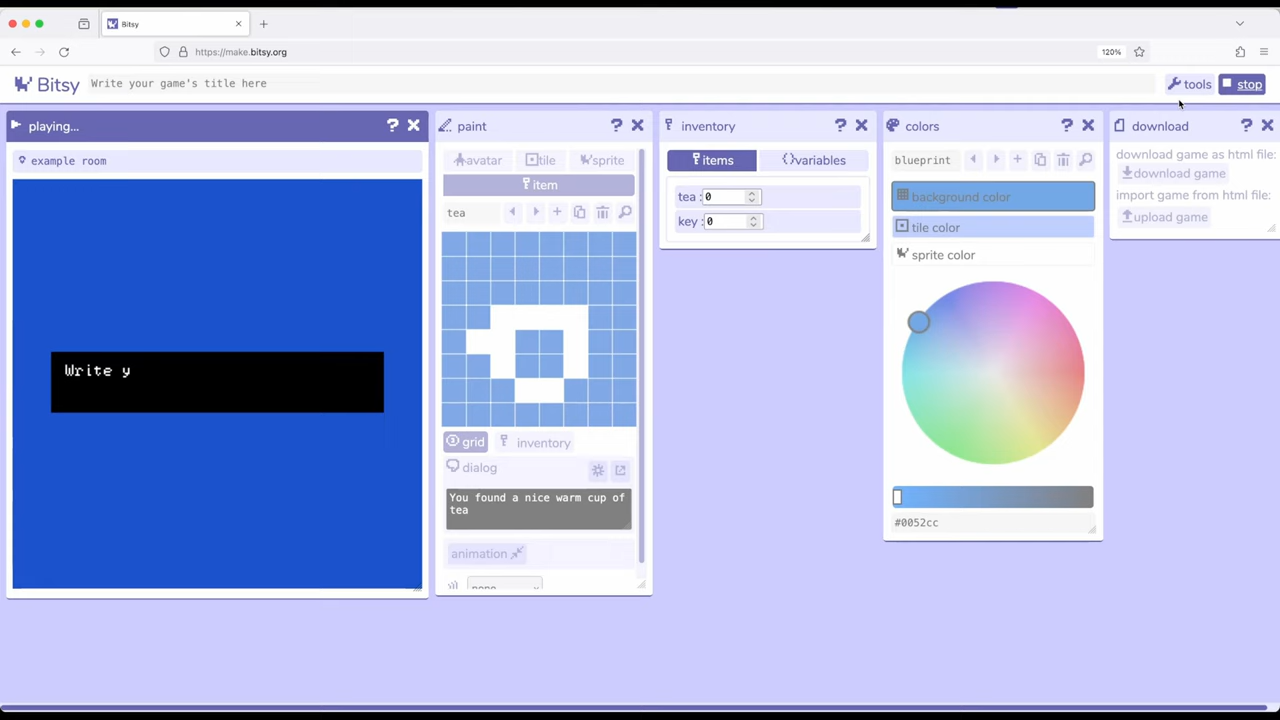 Bitsy
https://make.bitsy.org
120%
Bitsy
Write your game's title here
tools
stop
playing...
?
example room
Write y
paint
?
avatar
tile
sprite
item
tea
grid
inventory
dialog
You found a nice warm cup of
tea
animation
none
inventory
?
items
variables
tea : 0
key : 0
colors
?
blueprint
background color
tile color
sprite color
#0052cc
download
?
download game as html file:
download game
import game from html file:
upload game